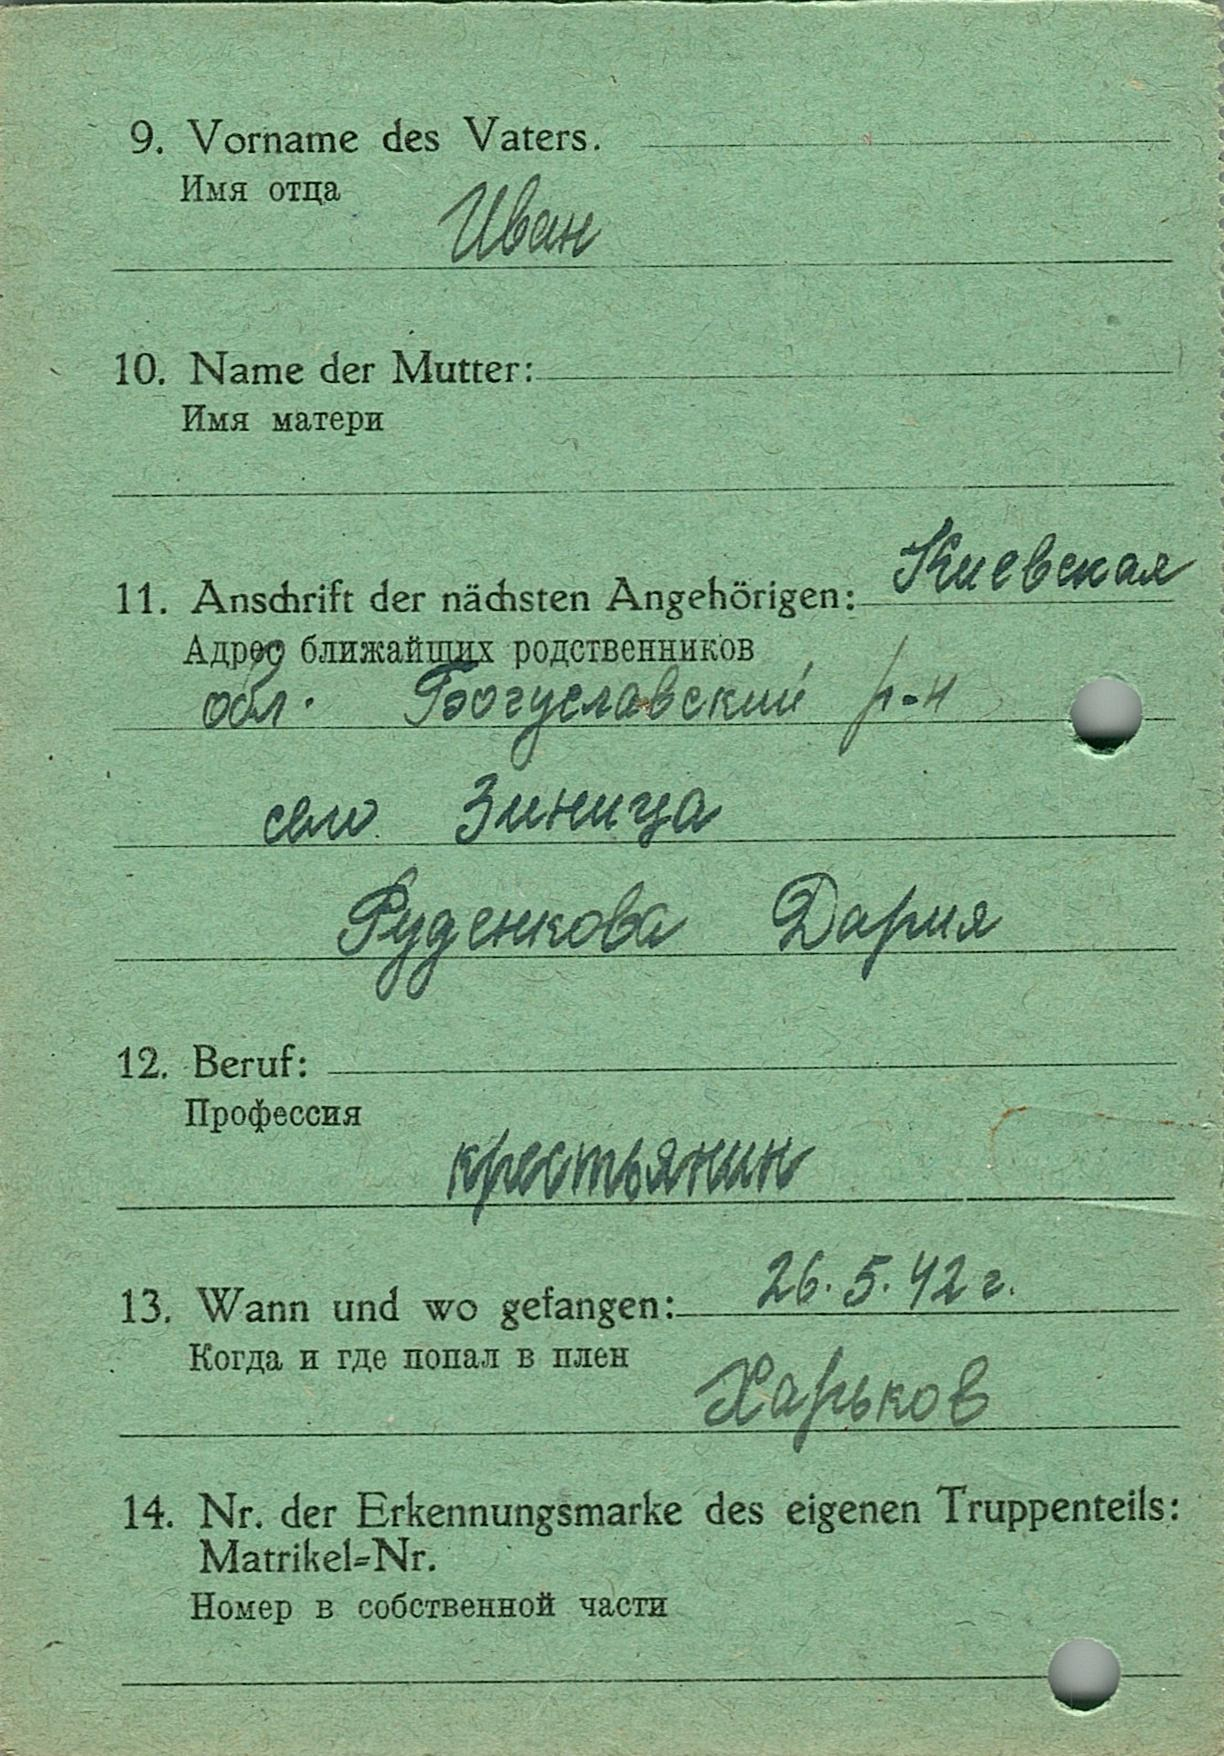 9. Vorname des Vaters.
Имя отца
Иван
10. Name der Mutter:
Имя матери
11. Anschrift der nächsten Angehörigen: Киевская
Адрес ближайших родственников
обл. Богуславский р-н
село Зиница
Руденкова Дария
12. Beruf:
Профессия
крестьянин
13. Wann und wo gefangen: 26.5.42 г.
Когда и где попал в плен
Харьков
14. Nr. der Erkennungsmarke des eigenen Truppenteils:
Matrikel=Nr.
Номер в собственной части